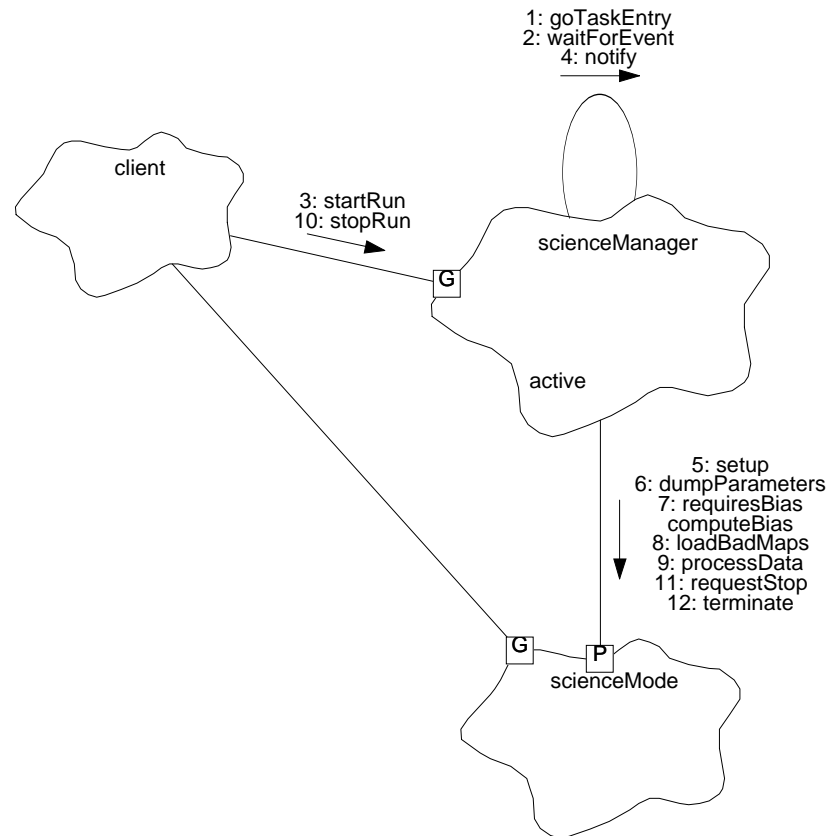 1: goTaskEntry
2: waitForEvent
4: notify
client
3: startRun
10: stopRun
scienceManager
G
active
5: setup
6: dumpParameters
7: requiresBias
computeBias
8: loadBadMaps
9: processData
11: requestStop
12: terminate
G
P
scienceMode